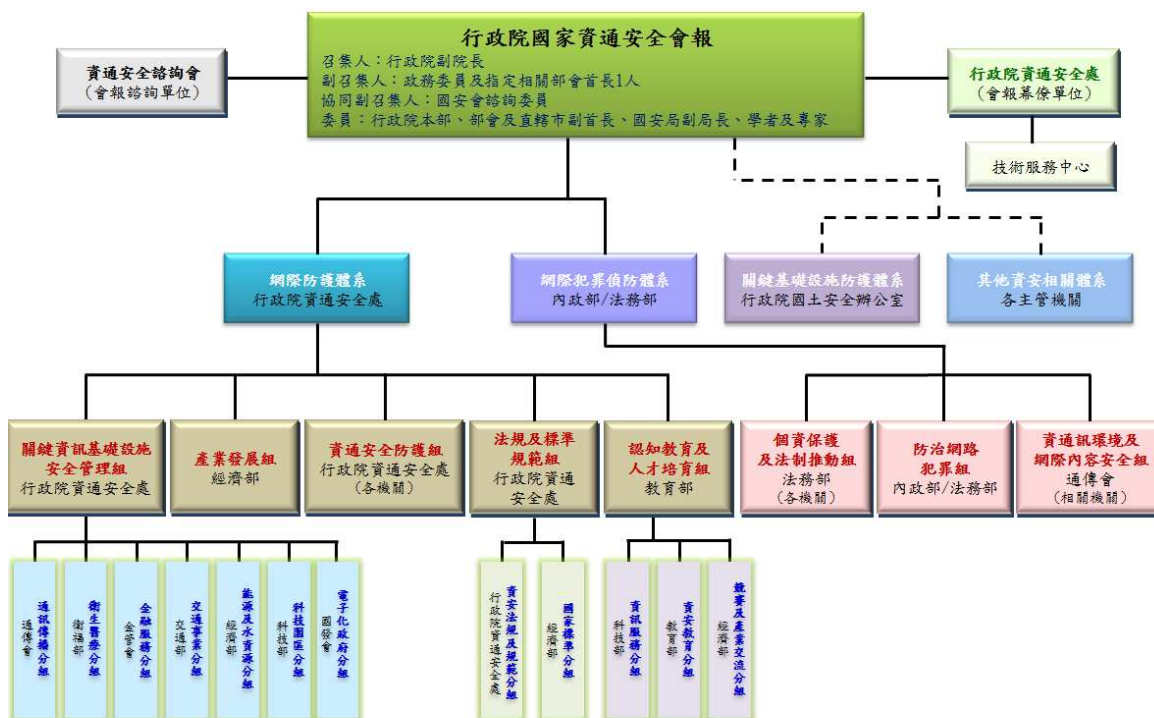 行政院國家資通安全會報
召集人：行政院副院長
副召集人：政務委員及指定相關部會首長1人
協同副召集人：國安會諮詢委員
委員：行政院本部、部會及直轄市副首長、國安局副局長、學者及專家
資通安全諮詢會
（會報諮詢單位）
行政院資通安全處
（會報幕僚單位）
技術服務中心
網際防護體系
行政院資通安全處
網際犯罪偵防體系
內政部/法務部
關鍵基礎設施防護體系
行政院國土安全辦公室
其他資安相關體系
各主管機關
關鍵資訊基礎設施
安全管理組
行政院資通安全處
產業發展組
經濟部
資通安全防護組
行政院資通安全處
（各機關）
法規及標準
規範組
行政院資通
安全處
認知教育及
人才培育組
教育部
個資保護
及法制推動組
法務部
（各機關）
防治網路
犯罪組
內政部/法務部
資通訊環境及
網際內容安全組
通傳會
（相關機關）
通訊傳播分組
通傳會
衛生醫療分組
衛福部
金融服務分組
金管會
交通事業分組
交通部
能源及水資源分組
經濟部
科技園區分組
科技部
電子化政府分組
國發會
資安法規及規範分組
行政院資通安全處
國家標準分組
經濟部
資訊服務分組
科技部
資安教育分組
教育部
競賽及產業交流分組
經濟部